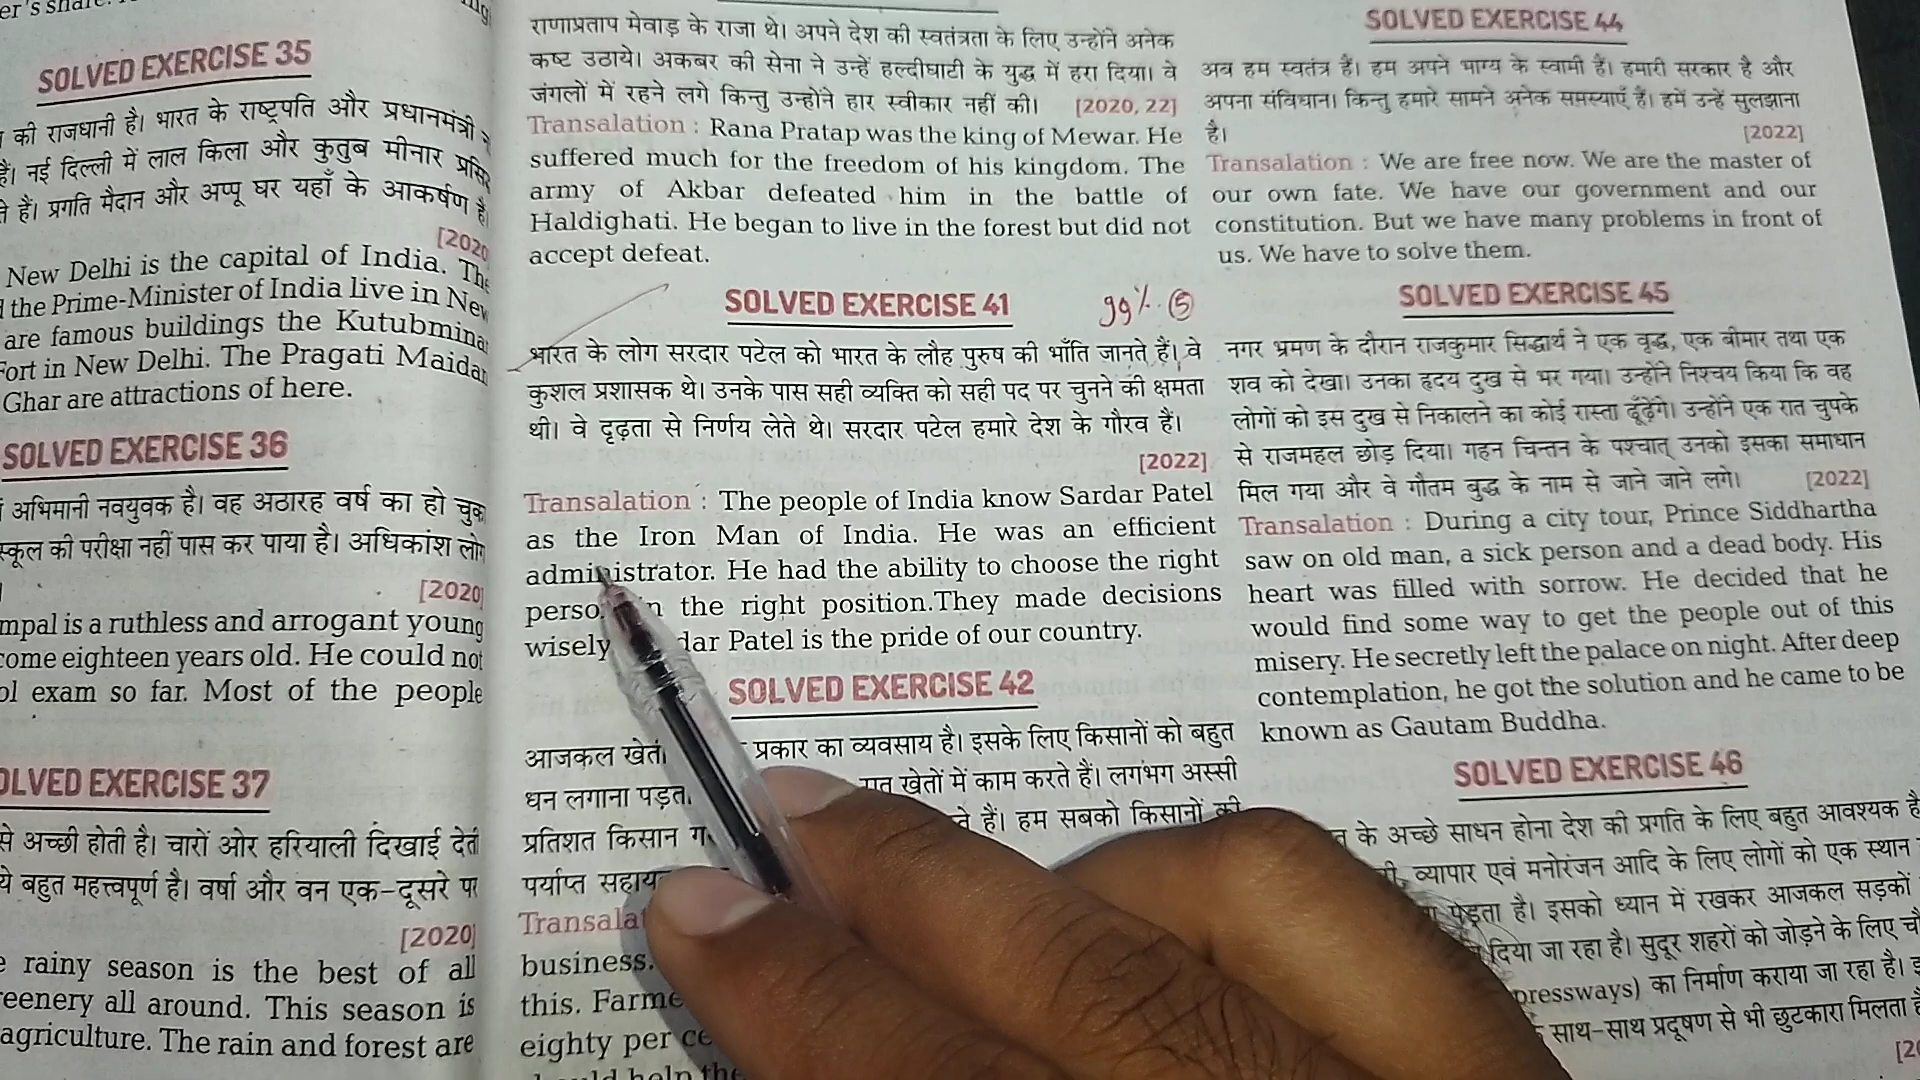 er's share.
SOLVED EXERCISE 35
की राजधानी है। भारत के राष्ट्रपति और प्रधानमंत्री
हैं। नई दिल्ली में लाल किला और कुतुब मीनार
हैं। प्रगति मैदान और अप्पू घर यहाँ के आकर्षण हैं
[2020
New Delhi is the capital of India. The
the Prime-Minister of India live in New
are famous buildings the Kutubmina
Fort in New Delhi. The Pragati Maidan
Ghar are attractions of here.
SOLVED EXERCISE 36
अभिमानी नवयुवक है। वह अठारह वर्ष का हो चुक
स्कूल की परीक्षा नहीं पास कर पाया है। अधिकांश लोग
[2020]
mpal is a ruthless and arrogant young
come eighteen years old. He could not
ol exam so far. Most of the people
OLVED EXERCISE 37
से अच्छी होती है। चारों ओर हरियाली दिखाई देती
ये बहुत महत्त्वपूर्ण है। वर्षा और वन एक-दूसरे पर
[2020]
e rainy season is the best of all
reenery all around. This season is
agriculture. The rain and forest are
राणाप्रताप मेवाड़ के राजा थे। अपने देश की स्वतंत्रता के लिए उन्होंने अनेक
कष्ट उठाये। अकबर की सेना ने उन्हें हल्दीघाटी के युद्ध में हरा दिया। वे
जंगलों में रहने लगे किन्तु उन्होंने हार स्वीकार नहीं की। [2020, 22]
Transalation : Rana Pratap was the king of Mewar. He
suffered much for the freedom of his kingdom. The
army of Akbar defeated him in the battle of
Haldighati. He began to live in the forest but did not
accept defeat.
SOLVED EXERCISE 41 99% (5)
भारत के लोग सरदार पटेल को भारत के लौह पुरुष की भाँति जानते हैं। वे
कुशल प्रशासक थे। उनके पास सही व्यक्ति को सही पद पर चुनने की क्षमता
थी। वे दृढ़ता से निर्णय लेते थे। सरदार पटेल हमारे देश के गौरव हैं।
[2022]
Transalation : The people of India know Sardar Patel
as the Iron Man of India. He was an efficient
administrator. He had the ability to choose the right
perso n the right position.They made decisions
wisely dar Patel is the pride of our country.
SOLVED EXERCISE 42
आजकल खेती प्रकार का व्यवसाय है। इसके लिए किसानों को बहुत
धन लगाना पड़ता खेतों में काम करते हैं। लगभग अस्सी
प्रतिशत किसान हैं। हम सबको किसानों की
पर्याप्त
Transalat
business.
this. Farme
eighty per ce
should help the
SOLVED EXERCISE 44
अब हम स्वतंत्र हैं। हम अपने भाग्य के स्वामी हैं। हमारी सरकार है और
अपना संविधान। किन्तु हमारे सामने अनेक समस्याएँ हैं। हमें उन्हें सुलझाना
है। [2022]
Transalation : We are free now. We are the master of
our own fate. We have our government and our
constitution. But we have many problems in front of
us. We have to solve them.
SOLVED EXERCISE 45
नगर भ्रमण के दौरान राजकुमार सिद्धार्थ ने एक वृद्ध, एक बीमार तथा एक
शव को देखा। उनका हृदय दुख से भर गया। उन्होंने निश्चय किया कि वह
लोगों को इस दुख से निकालने का कोई रास्ता ढूँढ़ेंगे। उन्होंने एक रात चुपके
से राजमहल छोड़ दिया। गहन चिन्तन के पश्चात् उनको इसका समाधान
मिल गया और वे गौतम बुद्ध के नाम से जाने जाने लगे। [2022]
Transalation : During a city tour, Prince Siddhartha
saw on old man, a sick person and a dead body. His
heart was filled with sorrow. He decided that he
would find some way to get the people out of this
misery. He secretly left the palace on night. After deep
contemplation, he got the solution and he came to be
known as Gautam Buddha.
SOLVED EXERCISE 46
के अच्छे साधन होना देश की प्रगति के लिए बहुत आवश्यक है
व्यापार एवं मनोरंजन आदि के लिए लोगों को एक स्थान
पड़ता है। इसको ध्यान में रखकर आजकल सड़कों
दिया जा रहा है। सुदूर शहरों को जोड़ने के लिए चौ
pressways) का निर्माण कराया जा रहा है। इ
साथ-साथ प्रदूषण से भी छुटकारा मिलता है
[20